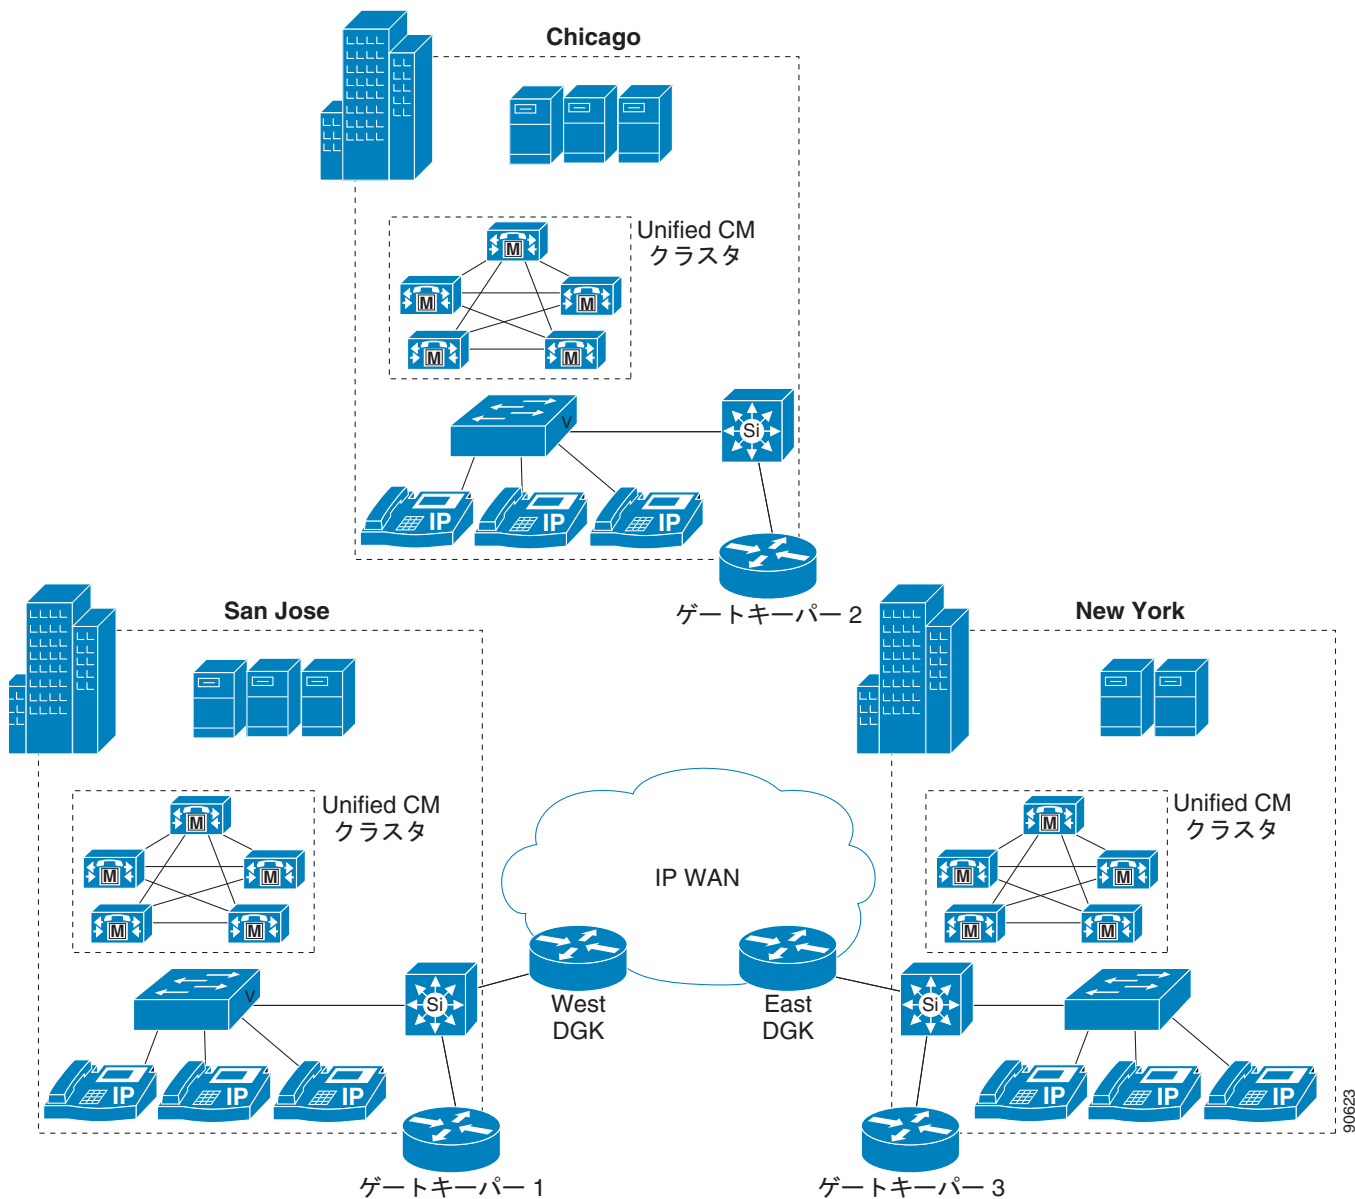 Chicago
Unified CM
クラスタ
M
M
M
M
M
V
Si
IP
IP
IP
ゲートキーパー 2
San Jose
New York
Unified CM
クラスタ
M
M
M
M
M
V
Si
IP
IP
IP
ゲートキーパー 1
IP WAN
West
DGK
East
DGK
Unified CM
クラスタ
M
M
M
M
M
Si
IP
IP
IP
ゲートキーパー 3
90623